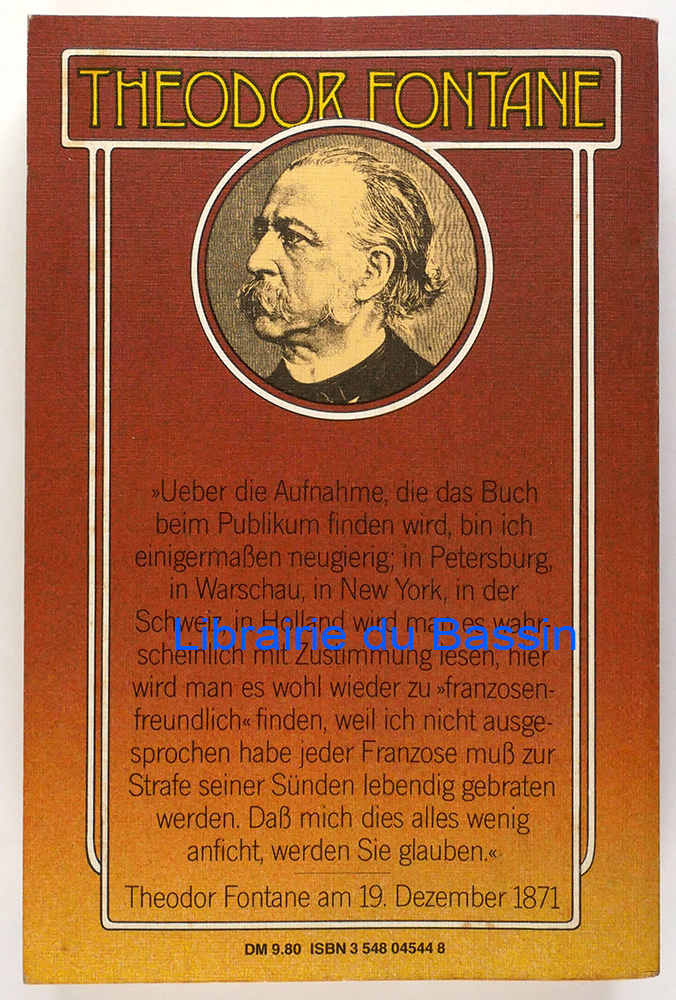 THEODOR FONTANE
»Ueber die Aufnahme, die das Buch
beim Publikum finden wird, bin ich
einigermaßen neugierig; in Petersburg,
in Warschau, in New York, in der
Schweiz, in Holland wird man es wahr-
Librairie du Bassin
scheinlich mit Zustimmung lesen; hier
wird man es wohl wieder zu »franzosen-
freundlich« finden, weil ich nicht ausge-
sprochen habe jeder Franzose muß zur
Strafe seiner Sünden lebendig gebraten
werden. Daß mich dies alles wenig
anficht, werden Sie glauben.«
Theodor Fontane am 19. Dezember 1871
DM 9.80 ISBN 3 548 04544 8